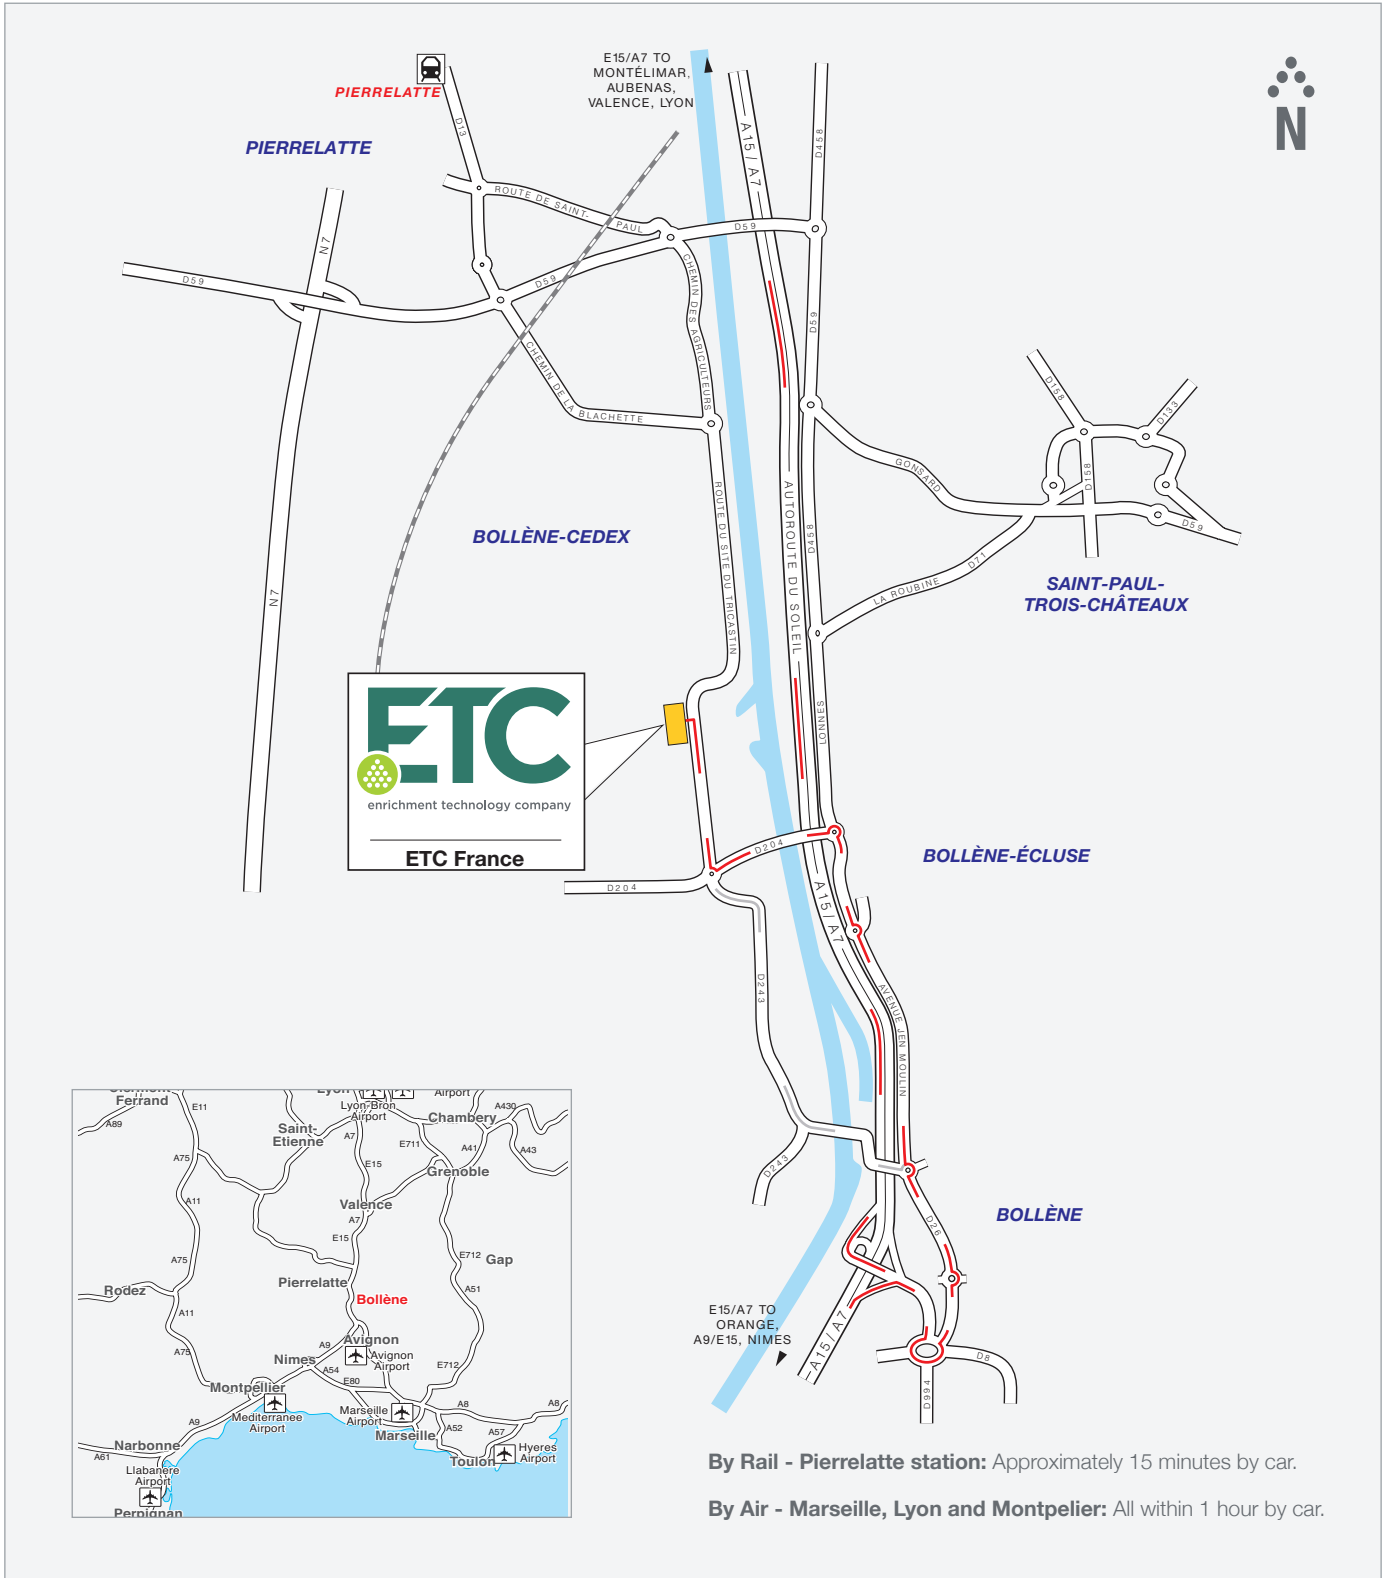 E15/A7 TO
MONTÉLIMAR,
AUBENAS,
VALENCE, LYON
N
PIERRELATTE
PIERRELATTE
D13
A15 / A7
D458
ROUTE DE SAINT-
PAUL
D59
N7
D59
D59
CHEMIN DES AGRICULTEURS
D59
CHEMIN DE LA BLACHETTE
D158
D133
GONSARD
D158
D59
AUTOROUTE DU SOLEIL
D458
ROUTE DU SITE DU TRICASTIN
BOLLÈNE-CEDEX
D71
LA ROUBINE
SAINT-PAUL-
TROIS-CHÂTEAUX
N7
LONNES
ETC
enrichment technology company
ETC France
D204
D204
BOLLÈNE-ÉCLUSE
A15 / A7
D243
AVENUE JEN MOULIN
D243
BOLLÈNE
D26
E15/A7 TO
ORANGE,
A9/E15, NIMES
A15 / A7
D8
D994
Clermont-
Ferrand
E11
A89
Lyon
Lyon-Bron
Airport
Airport
Saint-
Etienne
A7
Chambery
A430
E711
A41
A43
A75
E15
Grenoble
A11
Valence
A7
E15
E712
Gap
A75
Pierrelatte
A51
Rodez
Bollène
A11
A9
Avignon
A75
Nimes
Avignon
Airport
A54
E712
E80
Montpellier
Mediterranee
Airport
Marseille
Airport
A8
A8
A9
A52
A57
Marseille
Narbonne
A61
Hyeres
Airport
Toulon
Llabanere
Airport
Perpignan
By Rail - Pierrelatte station: Approximately 15 minutes by car.
By Air - Marseille, Lyon and Montpelier: All within 1 hour by car.